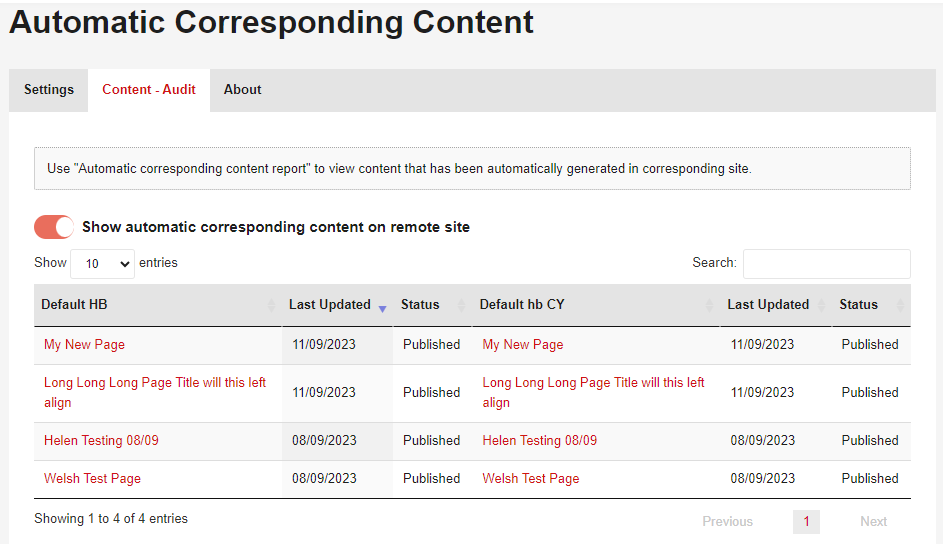 Automatic Corresponding Content
Settings Content - Audit About
Use "Automatic corresponding content report" to view content that has been automatically generated in corresponding site.
Show automatic corresponding content on remote site
Show 10 entries Search:
Default HB Last Updated Status Default hb CY Last Updated Status
My New Page 11/09/2023 Published My New Page 11/09/2023 Published
Long Long Long Page Title will this left align 11/09/2023 Published Long Long Long Page Title will this left align 11/09/2023 Published
Helen Testing 08/09 08/09/2023 Published Helen Testing 08/09 08/09/2023 Published
Welsh Test Page 08/09/2023 Published Welsh Test Page 08/09/2023 Published
Showing 1 to 4 of 4 entries Previous 1 Next